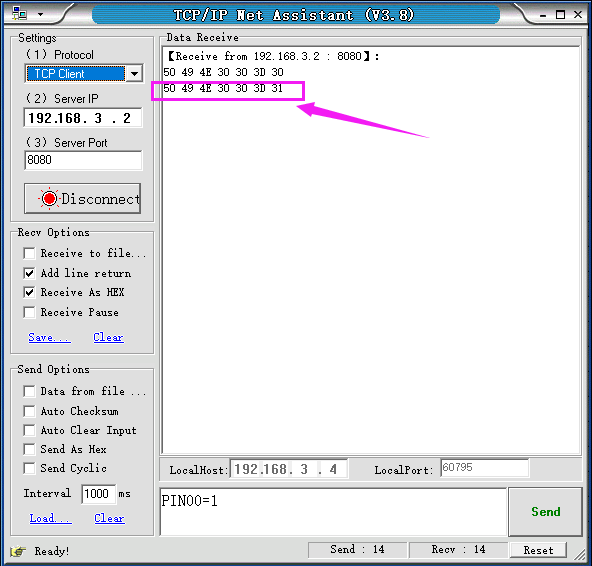 TCP/IP Net Assistant (V3.8)
Settings
(1) Protocol
TCP Client
(2) Server IP
192.168. 3 . 2
(3) Server Port
8080
Disconnect
Recv Options
Receive to file...
Add line return
Receive As HEX
Receive Pause
Save... Clear
Send Options
Data from file ...
Auto Checksum
Auto Clear Input
Send As Hex
Send Cyclic
Interval 1000 ms
Load... Clear
Data Receive
【Receive from 192.168.3.2 : 8080】:
50 49 4E 30 30 3D 30
50 49 4E 30 30 3D 31
LocalHost: 192.168. 3 . 4 LocalPort: 60795
PIN00=1
Send
Ready! Send : 14 Recv : 14 Reset